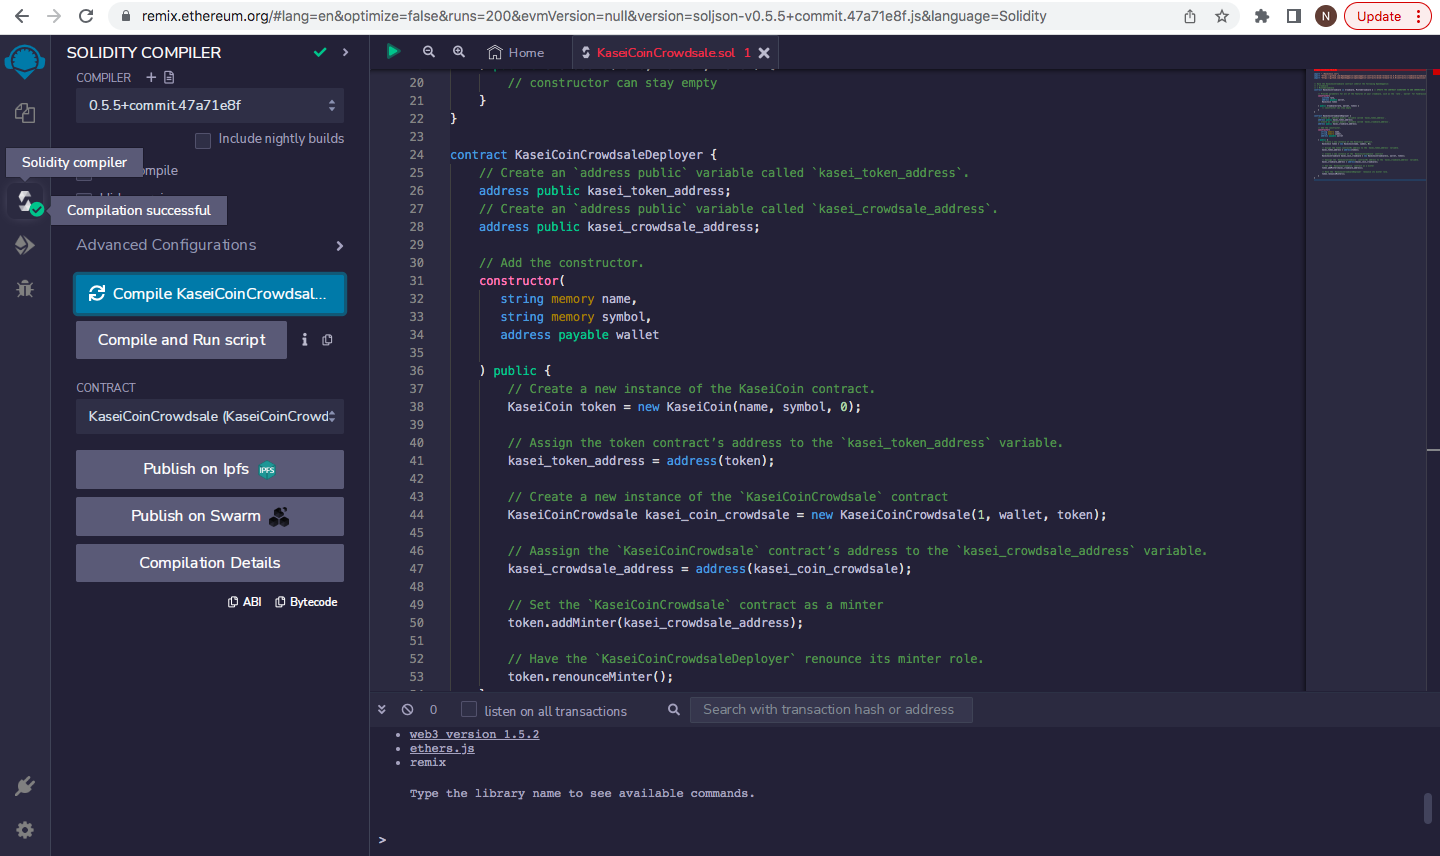 remix.ethereum.org/#lang=en&optimize=false&runs=200&evmVersion=null&version=soljson-v0.5.5+commit.47a71e8f.js&language=Solidity
N
Update
SOLIDITY COMPILER
COMPILER
0.5.5+commit.47a71e8f
Include nightly builds
Solidity compiler
compile
Compilation successful
Advanced Configurations
Compile KaseiCoinCrowdsal...
Compile and Run script
CONTRACT
KaseiCoinCrowdsale (KaseiCoinCrowd
Publish on Ipfs IPFS
Publish on Swarm
Compilation Details
ABI Bytecode
Home KaseiCoinCrowdsale.sol 1
20 // constructor can stay empty
21 }
22 }
23
24 contract KaseiCoinCrowdsaleDeployer {
25 // Create an `address public` variable called `kasei_token_address`.
26 address public kasei_token_address;
27 // Create an `address public` variable called `kasei_crowdsale_address`.
28 address public kasei_crowdsale_address;
29
30 // Add the constructor.
31 constructor(
32 string memory name,
33 string memory symbol,
34 address payable wallet
35
36 ) public {
37 // Create a new instance of the KaseiCoin contract.
38 KaseiCoin token = new KaseiCoin(name, symbol, 0);
39
40 // Assign the token contract’s address to the `kasei_token_address` variable.
41 kasei_token_address = address(token);
42
43 // Create a new instance of the `KaseiCoinCrowdsale` contract
44 KaseiCoinCrowdsale kasei_coin_crowdsale = new KaseiCoinCrowdsale(1, wallet, token);
45
46 // Aassign the `KaseiCoinCrowdsale` contract’s address to the `kasei_crowdsale_address` variable.
47 kasei_crowdsale_address = address(kasei_coin_crowdsale);
48
49 // Set the `KaseiCoinCrowdsale` contract as a minter
50 token.addMinter(kasei_crowdsale_address);
51
52 // Have the `KaseiCoinCrowdsaleDeployer` renounce its minter role.
53 token.renounceMinter();
0 listen on all transactions Search with transaction hash or address
• web3 version 1.5.2
• ethers.js
• remix
Type the library name to see available commands.
>